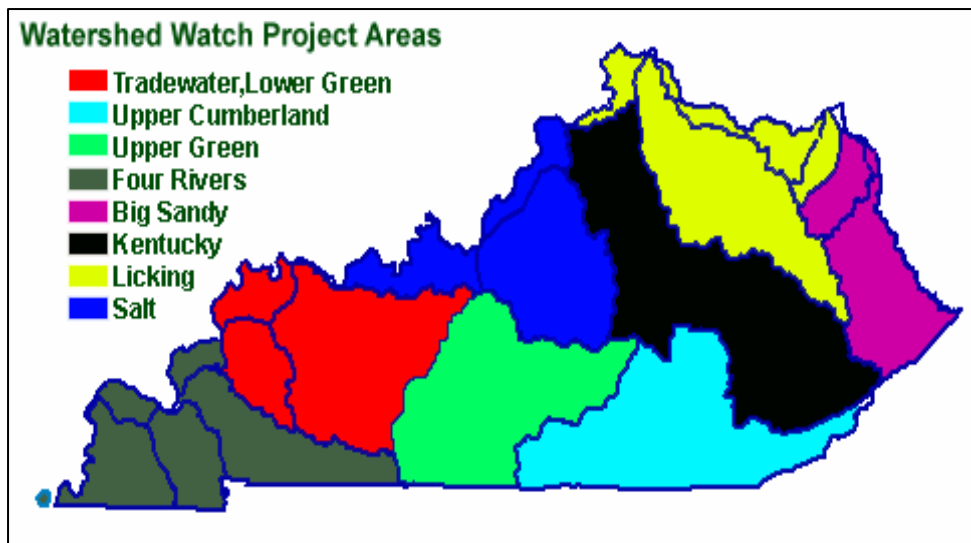 Watershed Watch Project Areas
Tradewater,Lower Green
Upper Cumberland
Upper Green
Four Rivers
Big Sandy
Kentucky
Licking
Salt